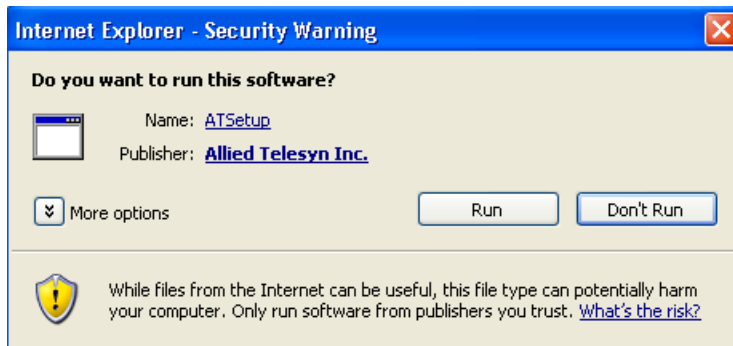 Internet Explorer - Security Warning
Do you want to run this software?
Name: ATSetup
Publisher: Allied Telesyn Inc.
More options
Run
Don't Run
While files from the Internet can be useful, this file type can potentially harm
your computer. Only run software from publishers you trust. What's the risk?